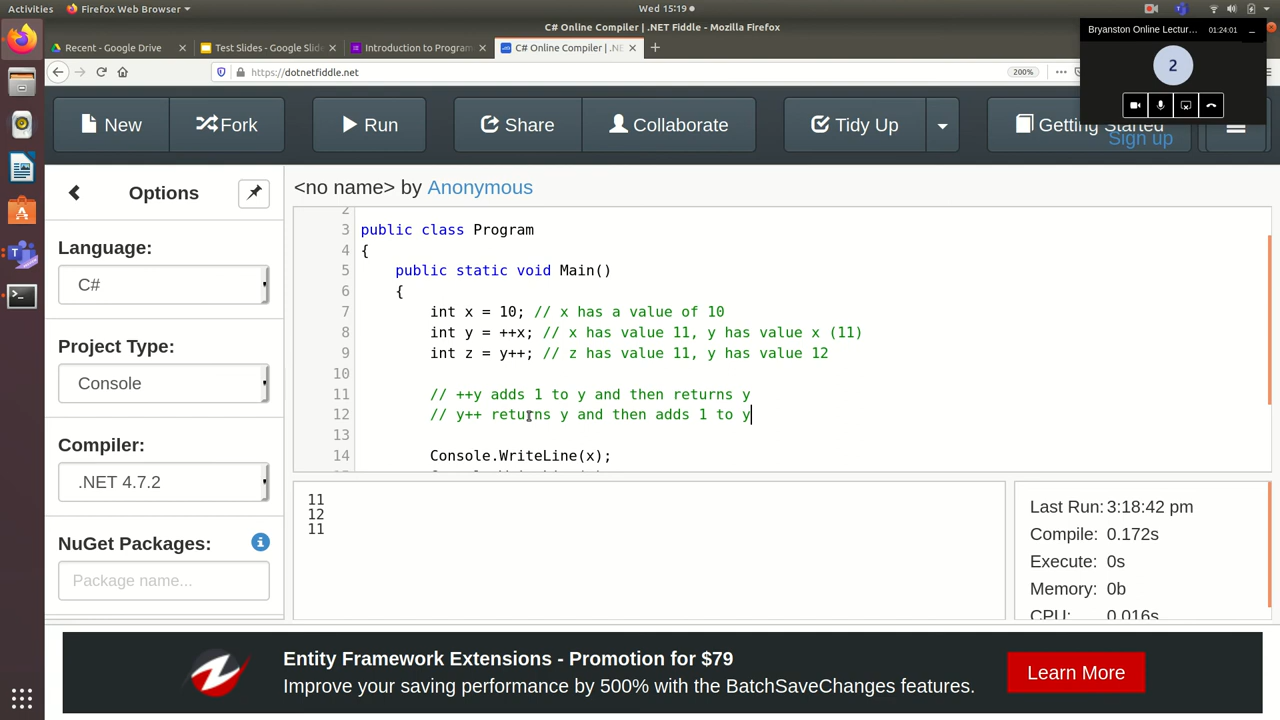 Activities
Firefox Web Browser
Wed 15:19
C# Online Compiler | .NET Fiddle - Mozilla Firefox
Recent - Google Drive
Test Slides - Google Slid
Introduction to Program
C# Online Compiler | .NE
Bryanston Online Lectur...
01:24:01
2
https://dotnetfiddle.net
200%
New
Fork
Run
Share
Collaborate
Tidy Up
Getting Started
Sign up
Options
<no name> by Anonymous
Language:
C#
Project Type:
Console
Compiler:
.NET 4.7.2
NuGet Packages:
Package name...
2
3 public class Program
4 {
5 public static void Main()
6 {
7 int x = 10; // x has a value of 10
8 int y = ++x; // x has value 11, y has value x (11)
9 int z = y++; // z has value 11, y has value 12
10
11 // ++y adds 1 to y and then returns y
12 // y++ returns y and then adds 1 to y
13
14 Console.WriteLine(x);
11
12
11
Last Run: 3:18:42 pm
Compile: 0.172s
Execute: 0s
Memory: 0b
CPU: 0.016s
Entity Framework Extensions - Promotion for $79
Improve your saving performance by 500% with the BatchSaveChanges features.
Learn More